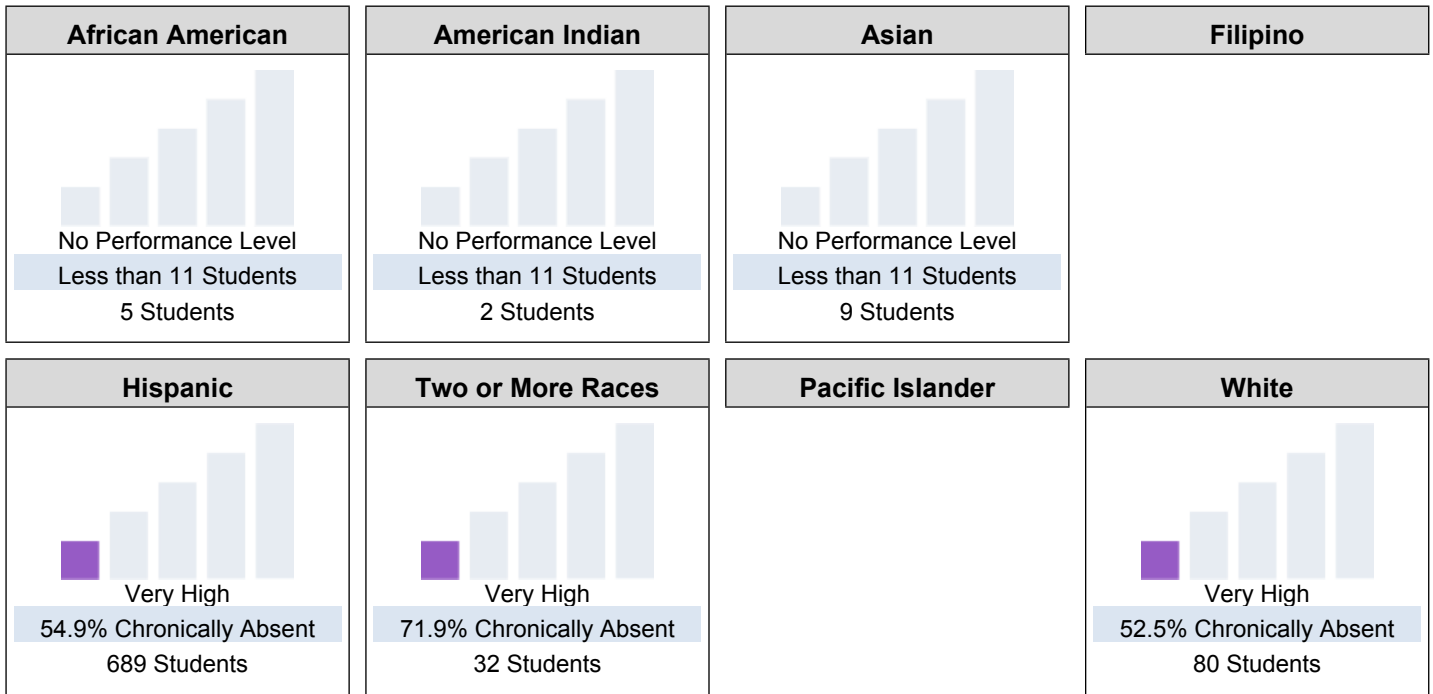 African American
No Performance Level
Less than 11 Students
5 Students
American Indian
No Performance Level
Less than 11 Students
2 Students
Asian
No Performance Level
Less than 11 Students
9 Students
Filipino
Hispanic
Very High
54.9% Chronically Absent
689 Students
Two or More Races
Very High
71.9% Chronically Absent
32 Students
Pacific Islander
White
Very High
52.5% Chronically Absent
80 Students